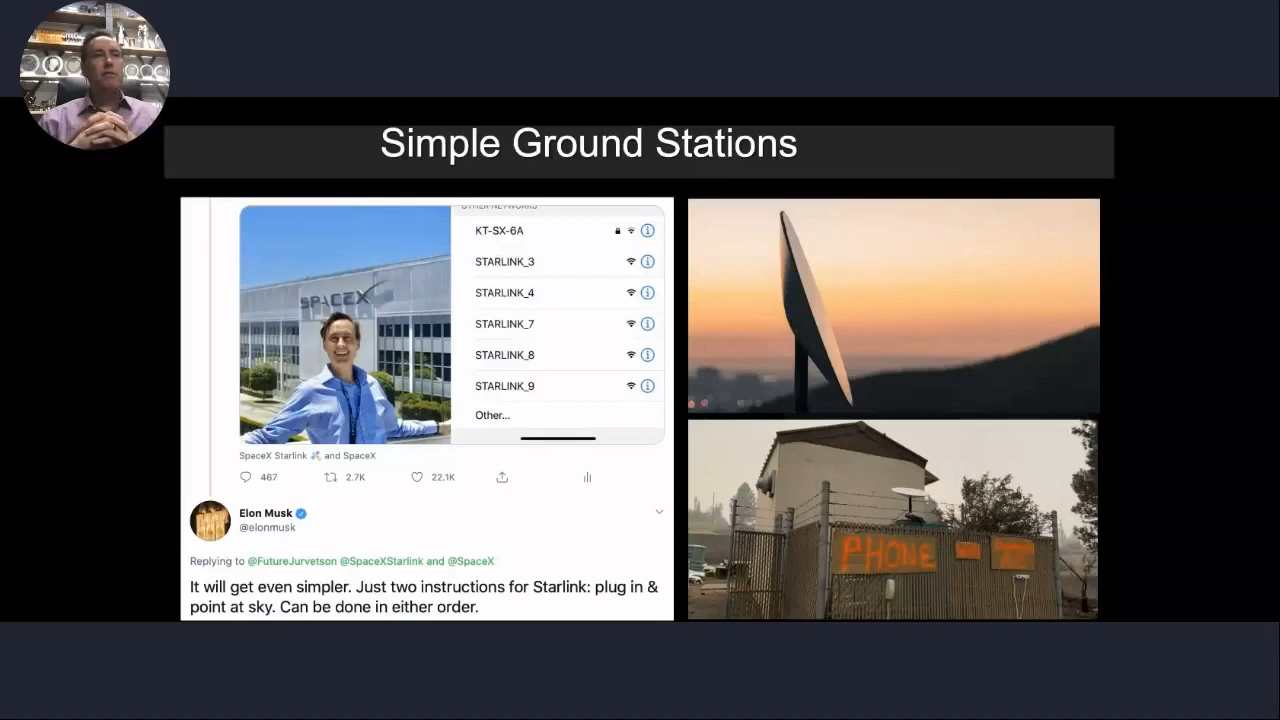 Simple Ground Stations
OTHER NETWORKS
KT-SX-6A
STARLINK_3
STARLINK_4
STARLINK_7
STARLINK_8
STARLINK_9
Other...
SPACEX
SpaceX Starlink 🛰️ and SpaceX
467 2.7K 22.1K
Elon Musk
@elonmusk
Replying to @FutureJurvetson @SpaceXStarlink and @SpaceX
It will get even simpler. Just two instructions for Starlink: plug in &
point at sky. Can be done in either order.
PHONE